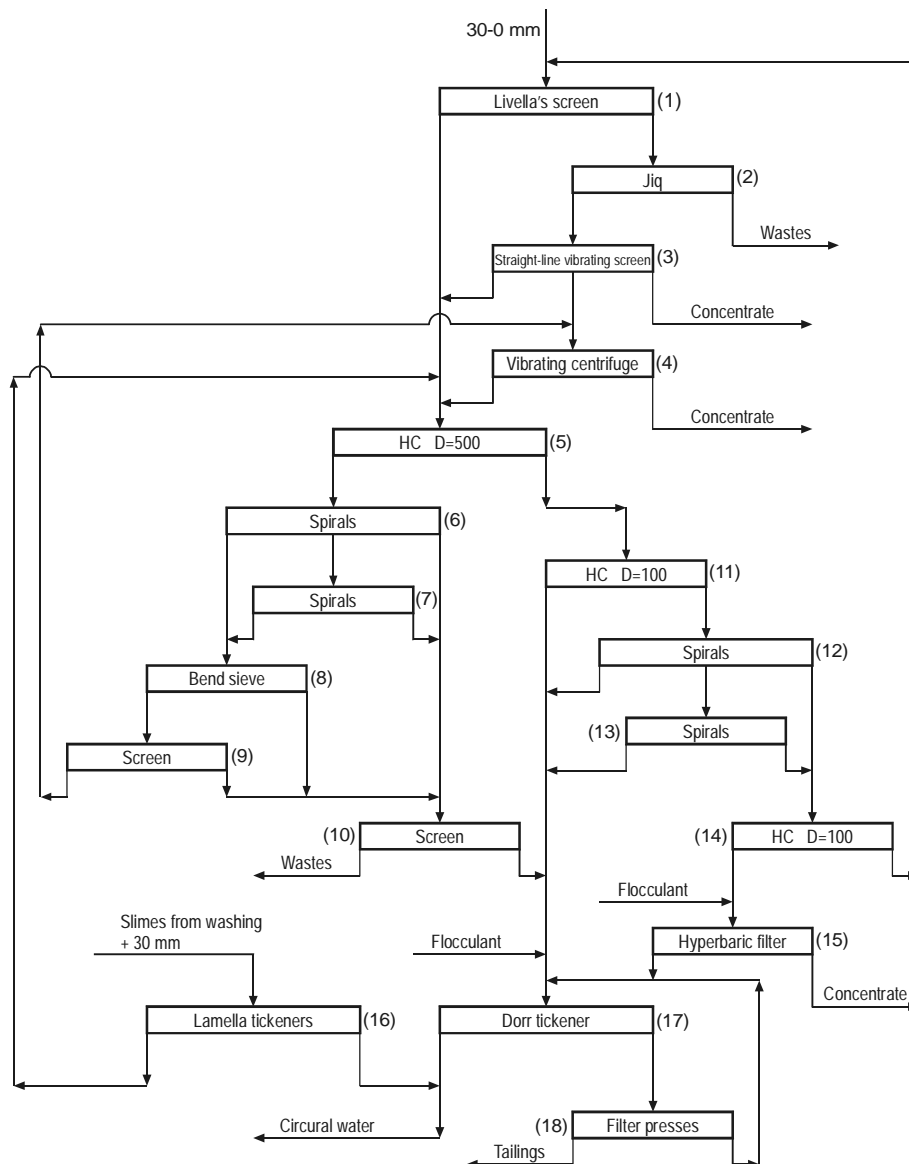 30-0 mm
Livella's screen (1)
Jiq (2)
Wastes
Straight-line vibrating screen (3)
Concentrate
Vibrating centrifuge (4)
Concentrate
HC D=500 (5)
Spirals (6)
HC D=100 (11)
Spirals (7)
Spirals (12)
Bend sieve (8)
(13) Spirals
Screen (9)
(10) Screen
(14) HC D=100
Wastes
Flocculant
Slimes from washing
+ 30 mm
Flocculant
Hyperbaric filter (15)
Concentrate
Lamella tickeners (16)
Dorr tickener (17)
Circural water
(18) Filter presses
Tailings